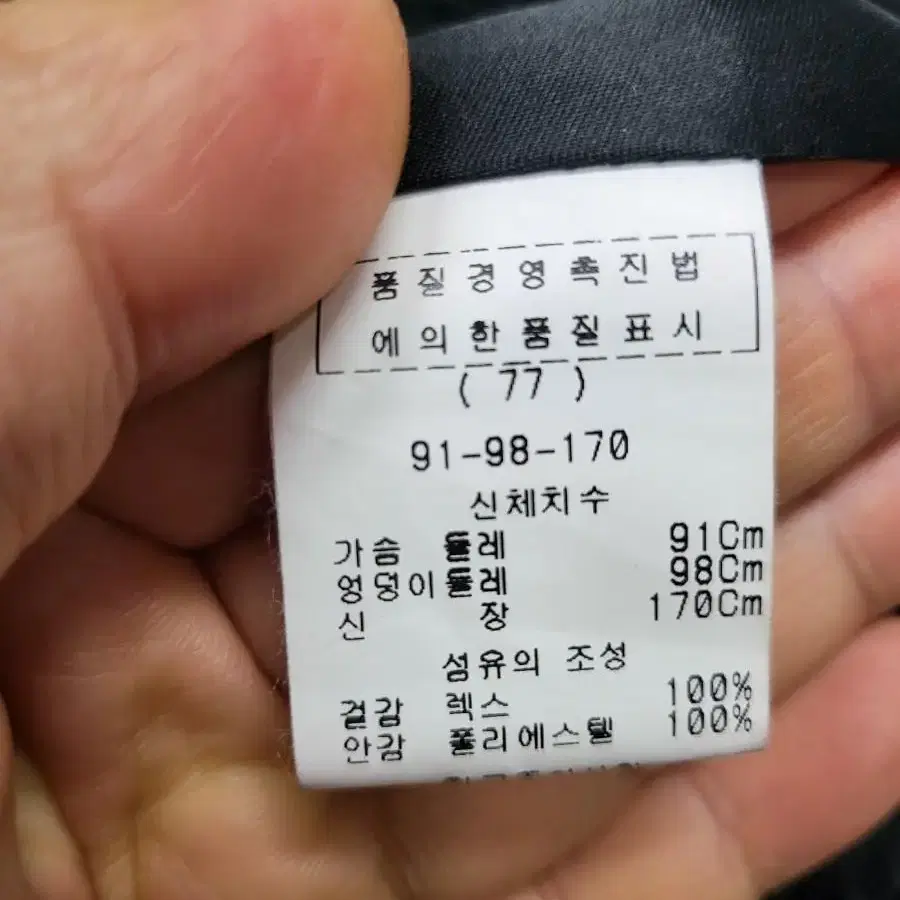 품질경영촉진법
에의한품질표시
( 77 )
91-98-170
신체치수
가슴 둘레 91Cm
엉덩이둘레 98Cm
신 장 170Cm
섬유의 조성
겉감 렉스 100%
안감 폴리에스텔 100%